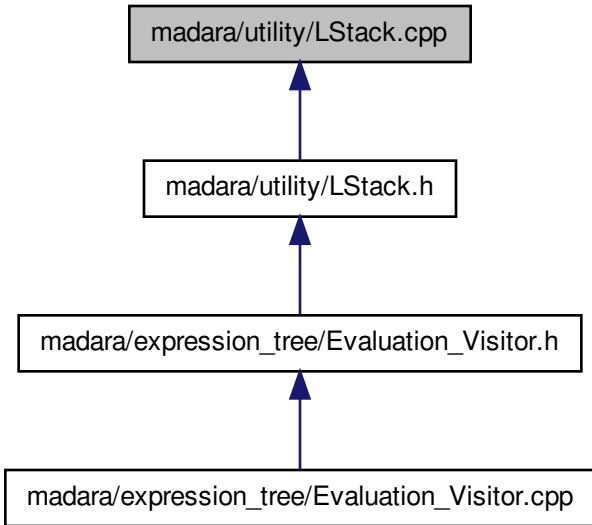 madara/utility/LStack.cpp
madara/utility/LStack.h
madara/expression_tree/Evaluation_Visitor.h
madara/expression_tree/Evaluation_Visitor.cpp